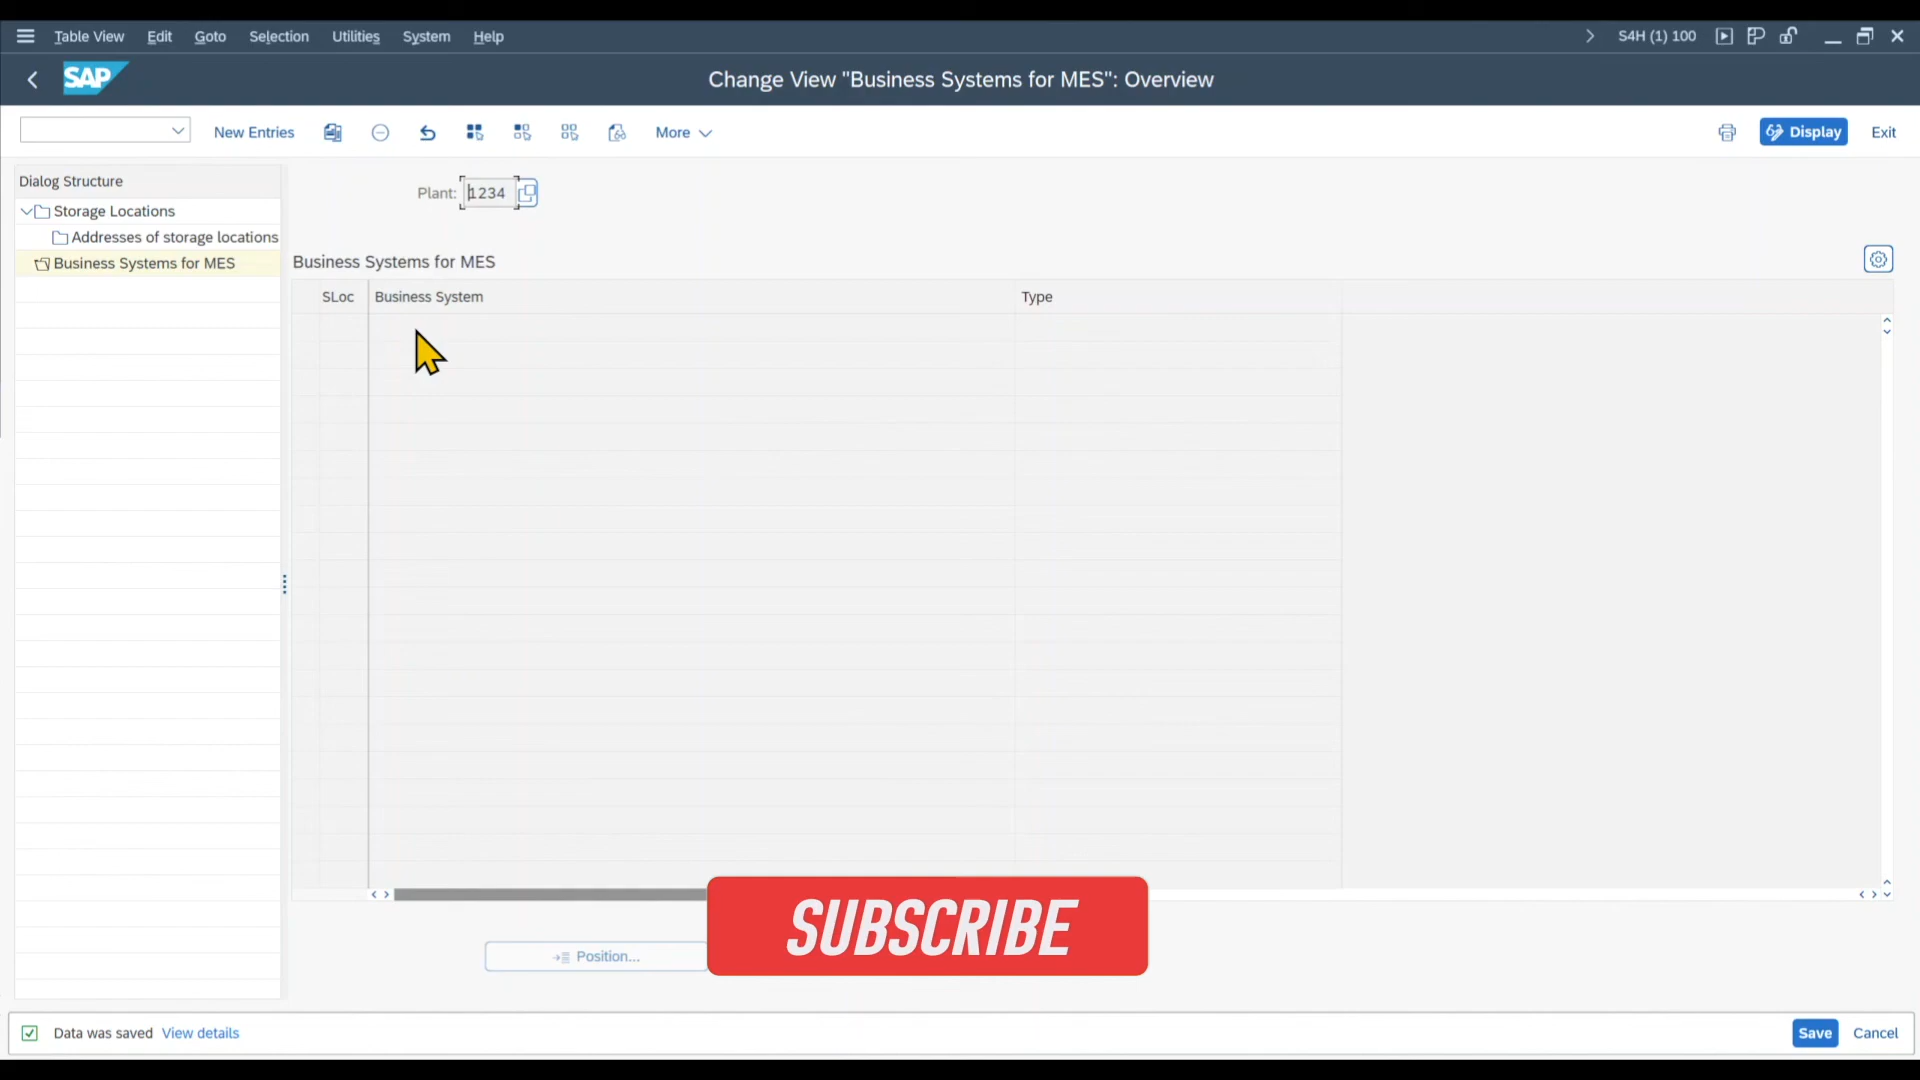 Table View Edit Goto Selection Utilities System Help S4H (1) 100
SAP Change View "Business Systems for MES": Overview
New Entries More Display Exit
Dialog Structure
Storage Locations
Addresses of storage locations
Business Systems for MES
Plant: 1234
Business Systems for MES
SLoc Business System Type
SUBSCRIBE
Position...
Data was saved View details Save Cancel